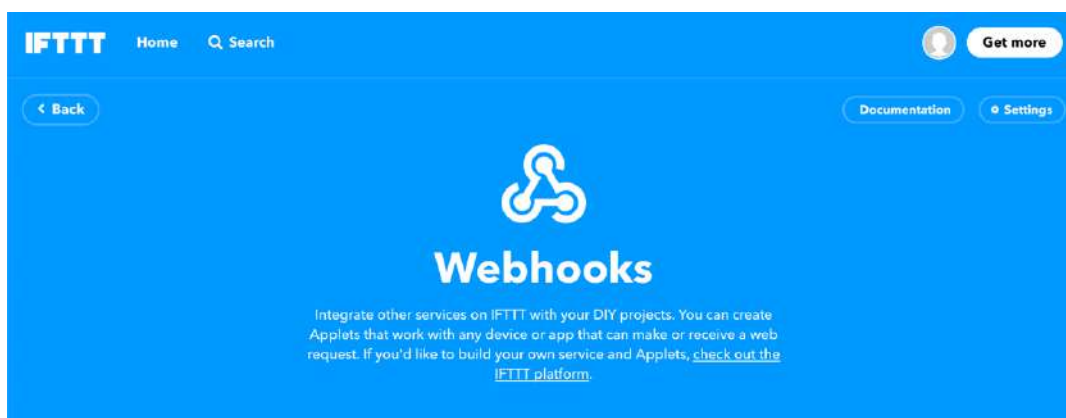 IFTTT Home Search Get more
Back Documentation Settings
Webhooks
Integrate other services on IFTTT with your DIY projects. You can create
Applets that work with any device or app that can make or receive a web
request. If you'd like to build your own service and Applets, check out the
IFTTT platform.